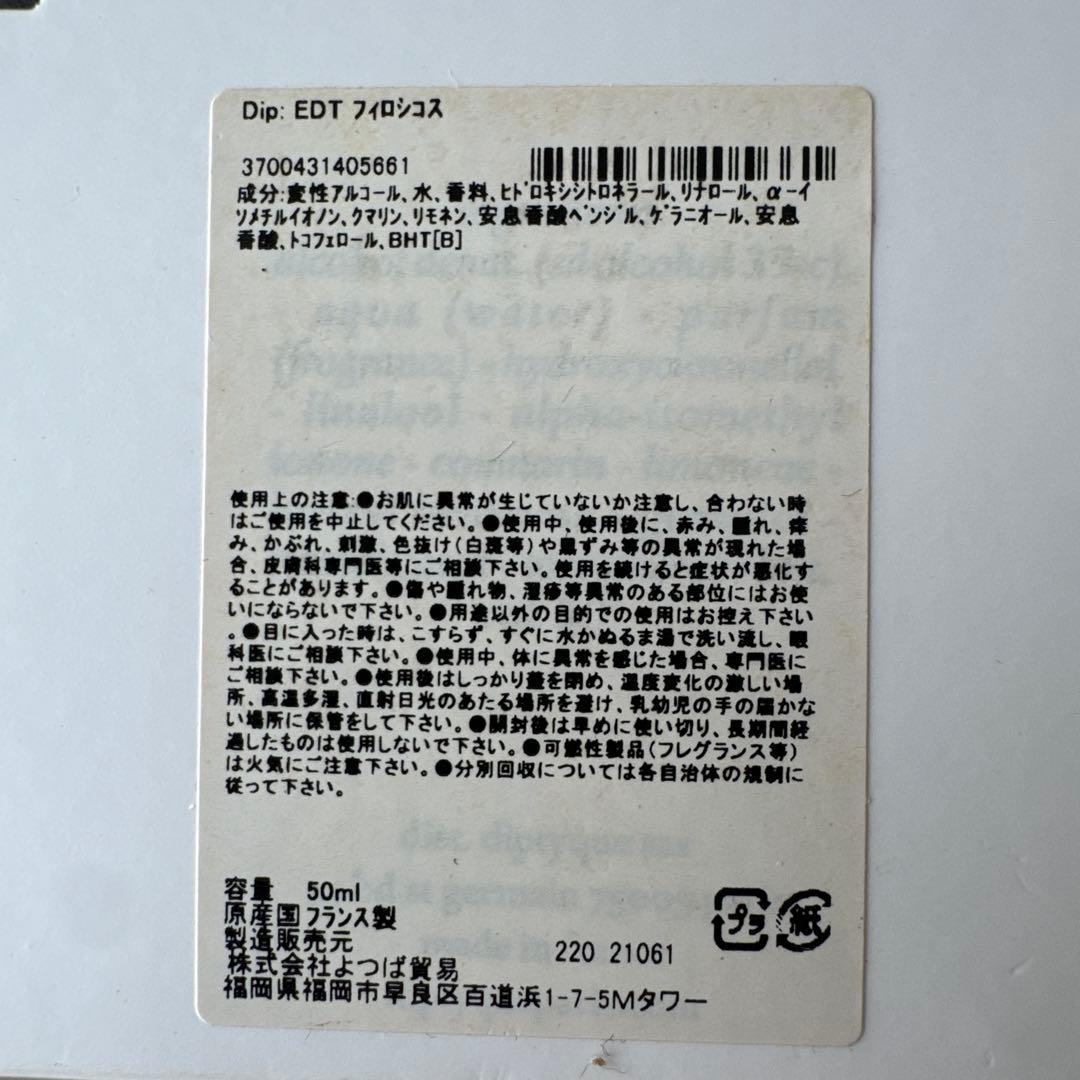 Dip: EDT フィロシコス
3700431405661
成分:変性アルコール、水、香料、ヒドロキシシトロネラール、リナロール、α-イ
ソメチルイオノン、クマリン、リモネン、安息香酸ベンジル、ゲラニオール、安息
香酸、トコフェロール、BHT[B]
aqua (water) - parfum
(fragrance) - hydroxycitronellal
- linalool - alpha-isomethyl
ionone - coumarin limonene -
使用上の注意:●お肌に異常が生じていないか注意し、合わない時
はご使用を中止してください。●使用中、使用後に、赤み、腫れ、痒
み、かぶれ、刺激、色抜け(白斑等)や黒ずみ等の異常が現れた場
合、皮膚科専門医等にご相談下さい。使用を続けると症状が悪化す
ることがあります。●傷や腫れ物、湿疹等異常のある部位にはお使
いにならないで下さい。●用途以外の目的での使用はお控え下さい
。●目に入った時は、こすらず、すぐに水かぬるま湯で洗い流し、眼
科医にご相談下さい。●使用中、体に異常を感じた場合、専門医に
ご相談下さい。●使用後はしっかり蓋を閉め、温度変化の激しい場
所、高温多湿、直射日光のあたる場所を避け、乳幼児の手の届かな
い場所に保管をして下さい。●開封後は早めに使い切り、長期間経
過したものは使用しないで下さい。●可燃性製品(フレグランス等)
は火気にご注意下さい。●分別回収については各自治体の規制に
従って下さい。
diptyque sas
st germain
made in
容量 50ml
原産国 フランス製
製造販売元
220 21061
プラ 紙
株式会社よつば貿易
福岡県福岡市早良区百道浜1-7-5Mタワー